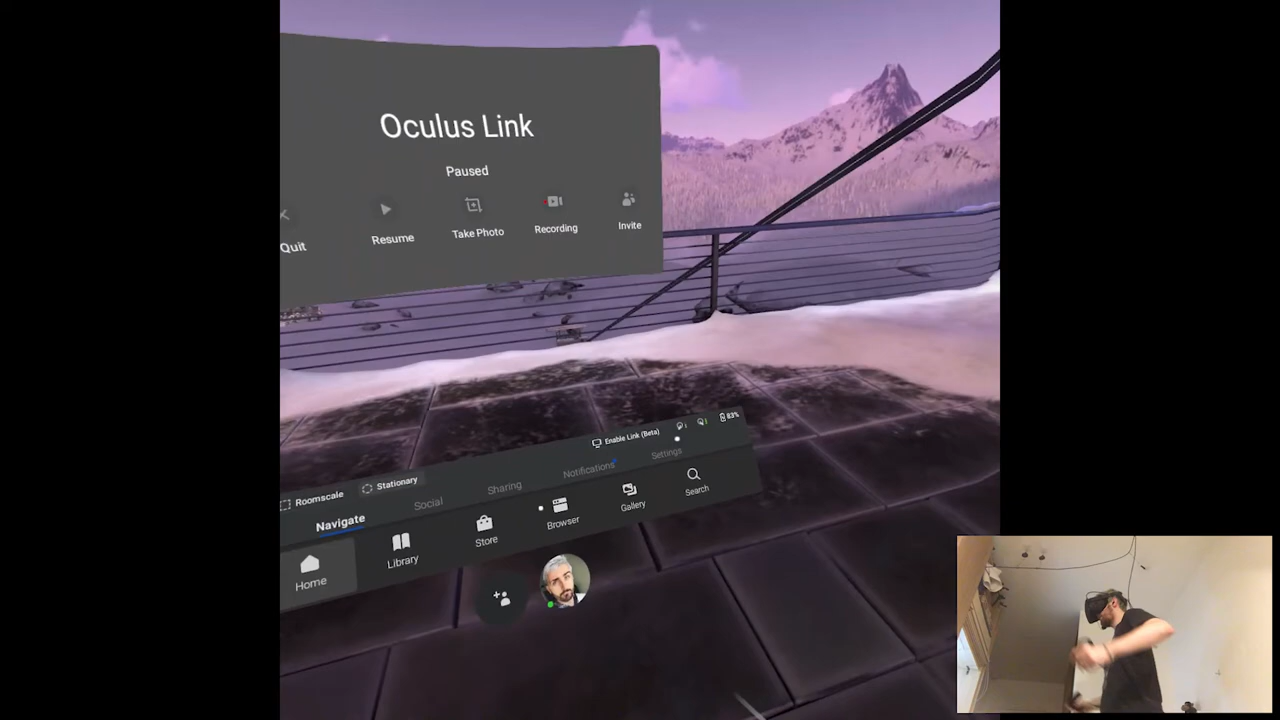 Oculus Link
Paused
Quit
Resume
Take Photo
Recording
Invite
Enable Link (Beta)
83%
Roomscale
Stationary
Navigate
Social
Sharing
Notifications
Settings
Home
Library
Store
Browser
Gallery
Search